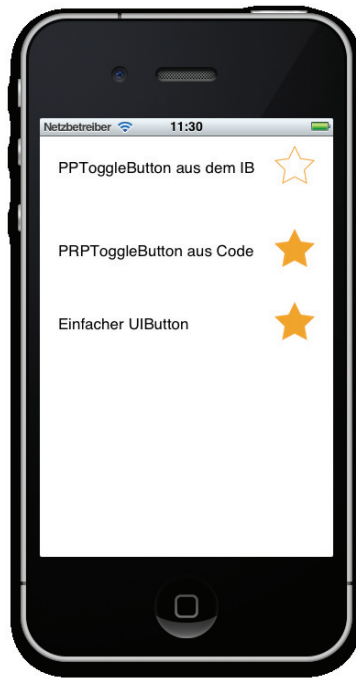 Netzbetreiber 11:30
PPToggleButton aus dem IB
PRPToggleButton aus Code
Einfacher UIButton